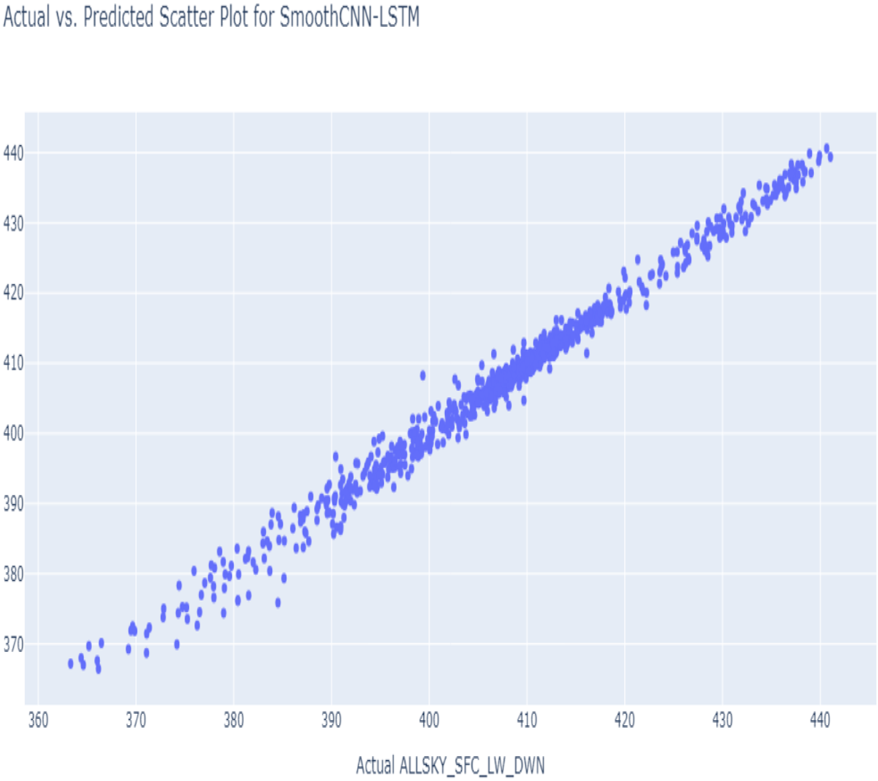 Actual vs. Predicted Scatter Plot for SmoothCNN-LSTM
440
430
420
410
400
390
380
370
360 370 380 390 400 410 420 430 440
Actual ALLSKY_SFC_LW_DWN